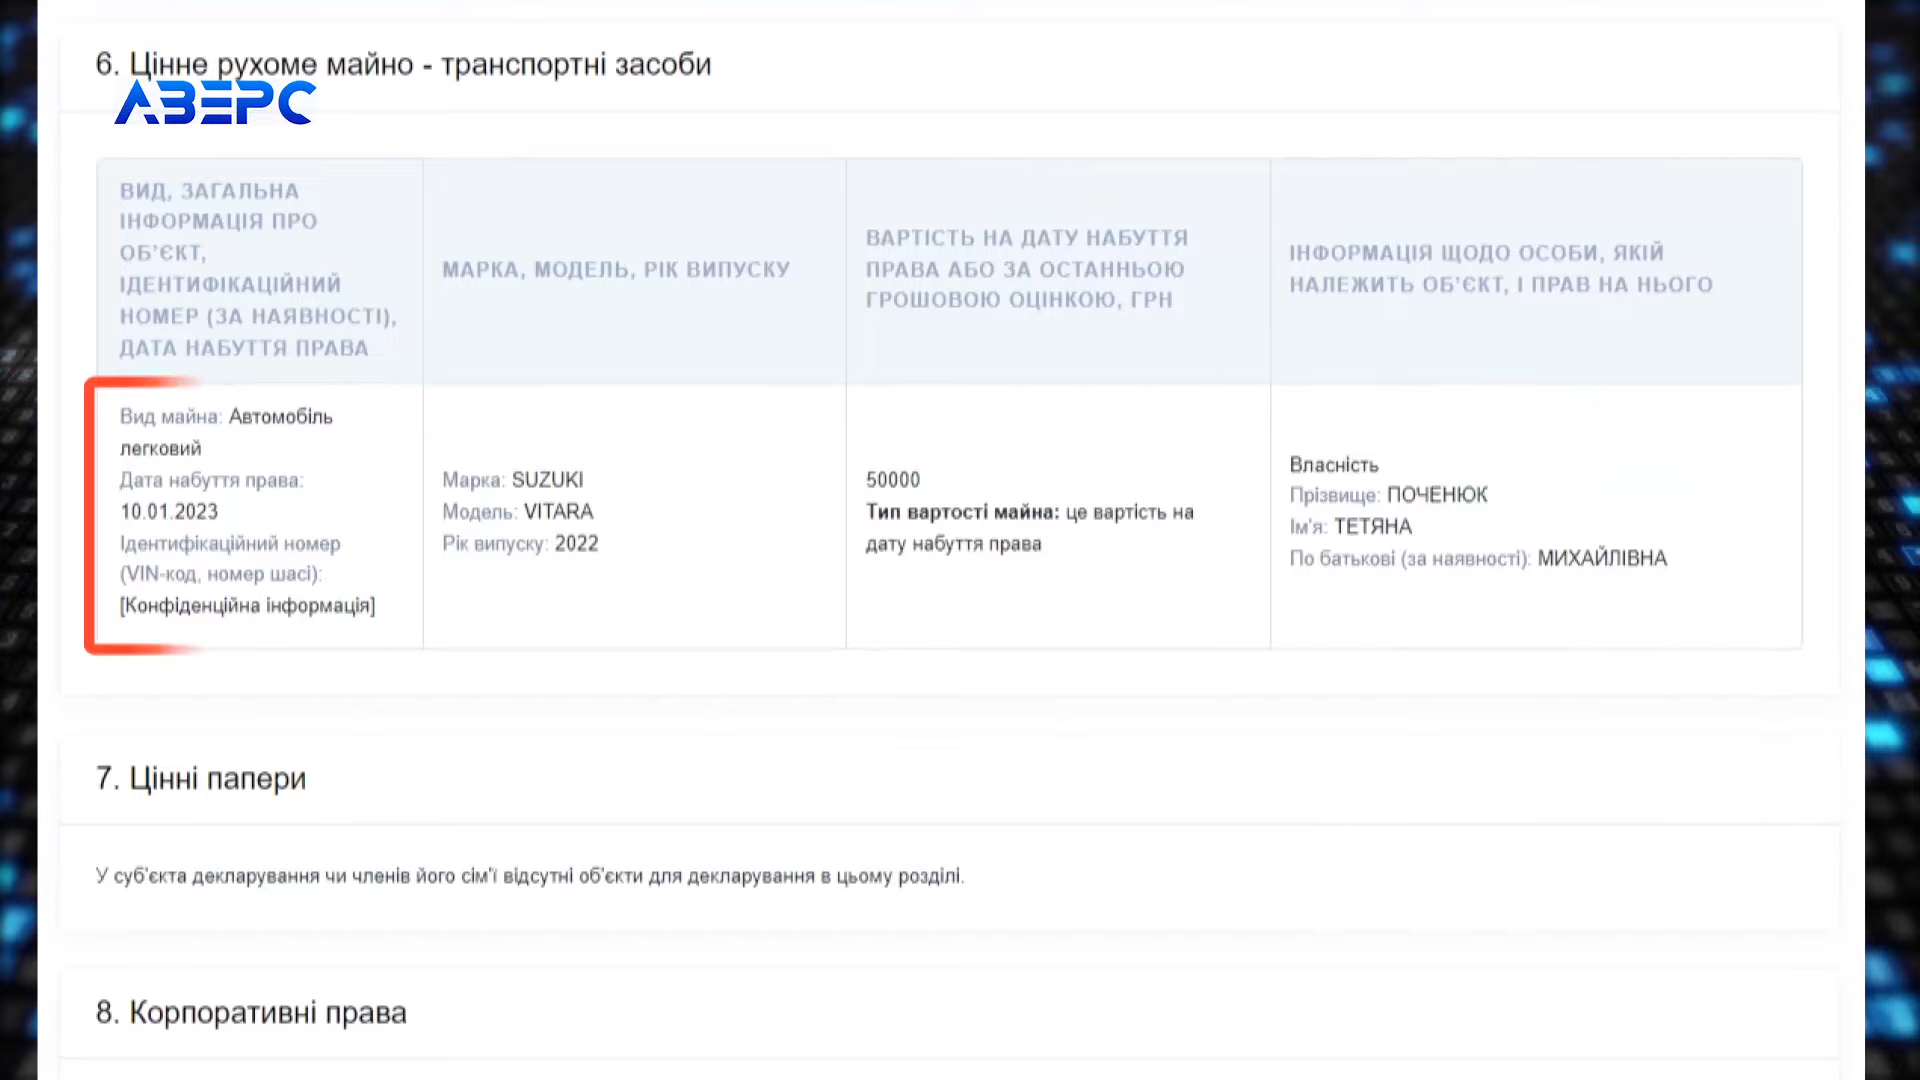 6. Цінне рухоме майно - транспортні засоби
АВЕРС
ВИД, ЗАГАЛЬНА
ІНФОРМАЦІЯ ПРО
ОБ'ЄКТ,
ІДЕНТИФІКАЦІЙНИЙ
НОМЕР (ЗА НАЯВНОСТІ),
ДАТА НАБУТТЯ ПРАВА
МАРКА, МОДЕЛЬ, РІК ВИПУСКУ
ВАРТІСТЬ НА ДАТУ НАБУТТЯ
ПРАВА АБО ЗА ОСТАННЬОЮ
ГРОШОВОЮ ОЦІНКОЮ, ГРН
ІНФОРМАЦІЯ ЩОДО ОСОБИ, ЯКІЙ
НАЛЕЖИТЬ ОБ'ЄКТ, І ПРАВ НА НЬОГО
Вид майна: Автомобіль
легковий
Дата набуття права:
10.01.2023
Ідентифікаційний номер
(VIN-код, номер шасі):
[Конфіденційна інформація]
Марка: SUZUKI
Модель: VITARA
Рік випуску: 2022
50000
Тип вартості майна: це вартість на
дату набуття права
Власність
Прізвище: ПОЧЕНЮК
Ім'я: ТЕТЯНА
По батькові (за наявності): МИХАЙЛІВНА
7. Цінні папери
У суб'єкта декларування чи членів його сім'ї відсутні об'єкти для декларування в цьому розділі.
8. Корпоративні права